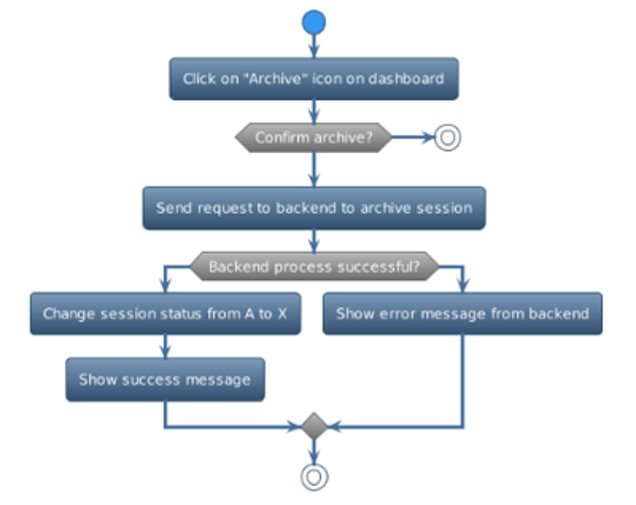 Click on "Archive" icon on dashboard
Confirm archive?
Send request to backend to archive session
Backend process successful?
Change session status from A to X
Show error message from backend
Show success message